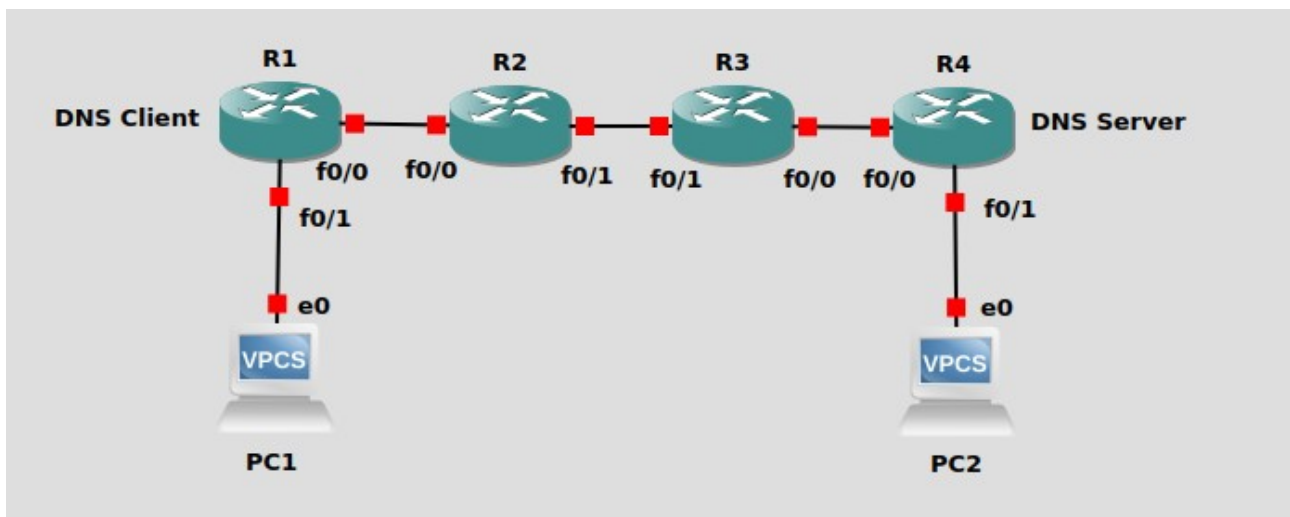 R1
R2
R3
R4
DNS Client
DNS Server
f0/0
f0/0
f0/1
f0/1
f0/0
f0/0
f0/1
f0/1
e0
e0
VPCS
VPCS
PC1
PC2